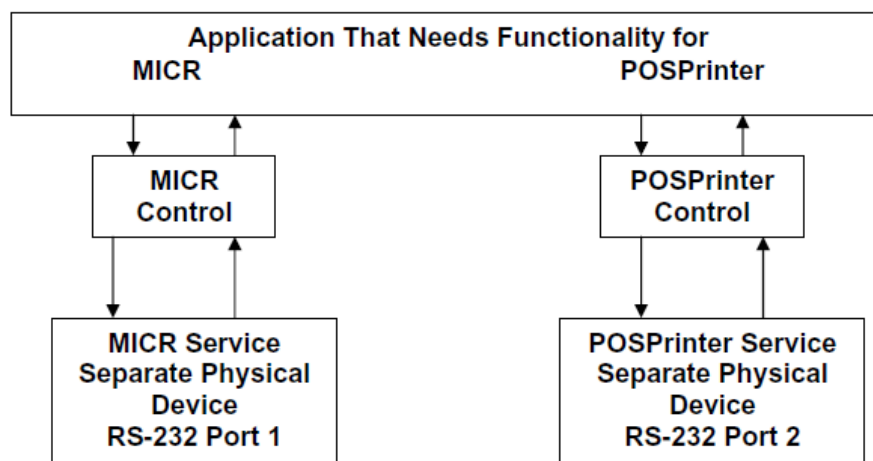 Application That Needs Functionality for
MICR POSPrinter
MICR
Control
POSPrinter
Control
MICR Service
Separate Physical
Device
RS-232 Port 1
POSPrinter Service
Separate Physical
Device
RS-232 Port 2